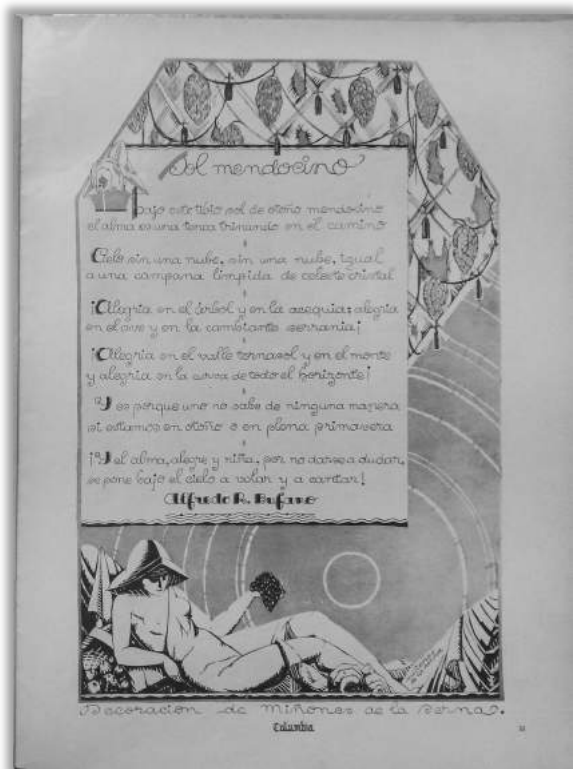 Sol mendocino
Bajo este tibio sol de otoño mendocino
el alma es una terca trinando en el camino
Cielo sin una nube, sin una nube, igual
a una campana límpida de celeste cristal
¡Alegría en el árbol y en la acequia; alegría
en el ave y en la cambiante serranía¡
¡Alegría en el valle tornasol y en el monte
y alegría en la curva de todo el horizonte¡
Y es porque uno no sabe de ninguna manera
si estamos en otoño o en plena primavera
¡Y el alma, alegre y niña, por no darse a dudar,
se pone bajo el cielo a volar y a cantar!
Alfredo R. Bufano
Decoración de Miñones de la Serna.
Columbia